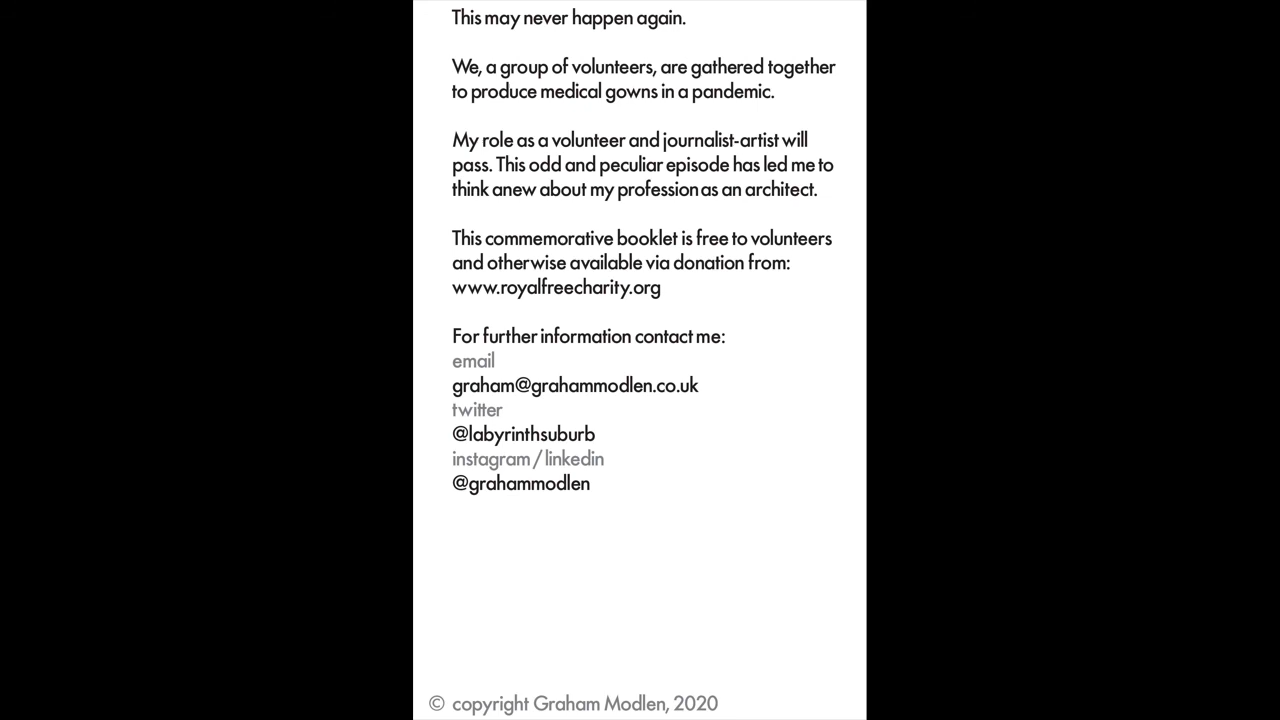 This may never happen again.
We, a group of volunteers, are gathered together
to produce medical gowns in a pandemic.
My role as a volunteer and journalist-artist will
pass. This odd and peculiar episode has led me to
think anew about my profession as an architect.
This commemorative booklet is free to volunteers
and otherwise available via donation from:
www.royalfreecharity.org
For further information contact me:
email
graham@grahammodlen.co.uk
twitter
@labyrinthsuburb
instagram / linkedin
@grahammodlen
© copyright Graham Modlen, 2020